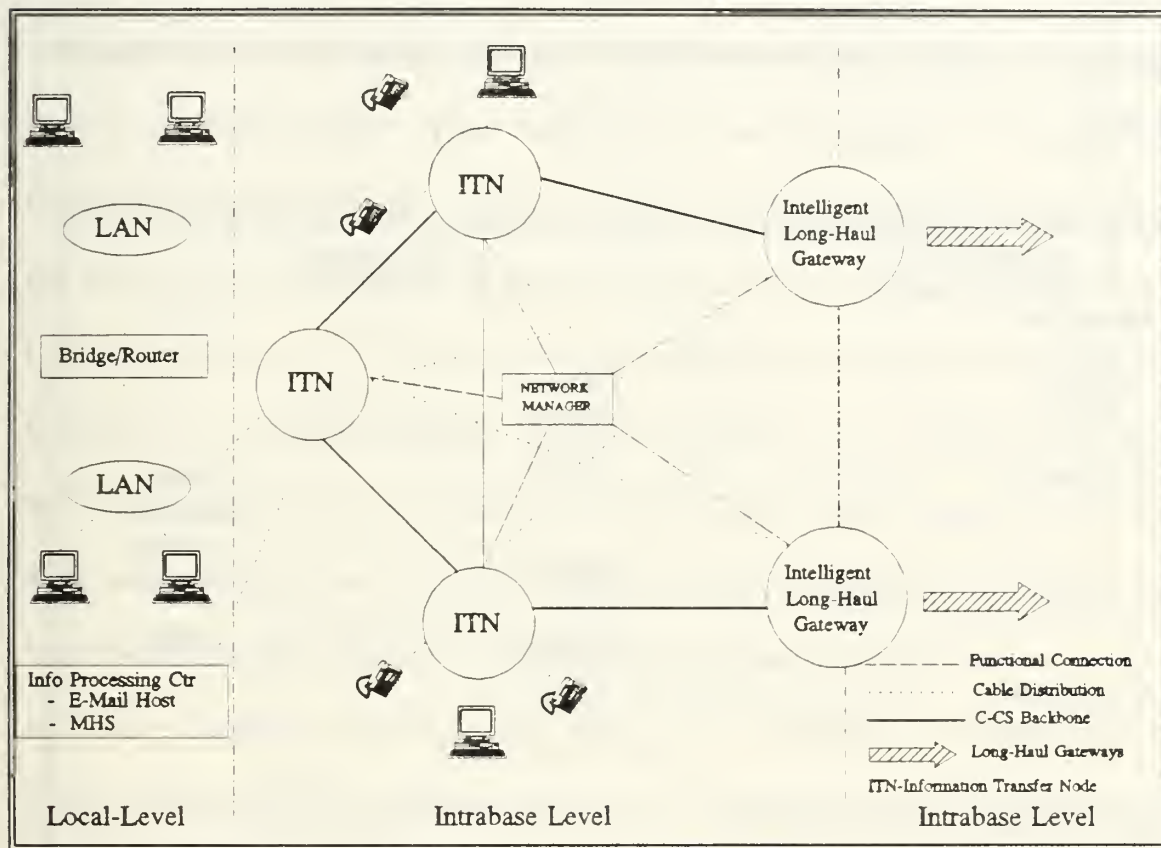 ITN
LAN
Intelligent
Long-Haul
Gateway
Bridge/Router
ITN
NETWORK
MANAGER
LAN
Intelligent
Long-Haul
Gateway
ITN
Info Processing Ctr
- E-Mail Host
- MHS
Functional Connection
Cable Distribution
C-CS Backbone
Long-Haul Gateways
ITN-Information Transfer Node
Local-Level
Intrabase Level
Intrabase Level